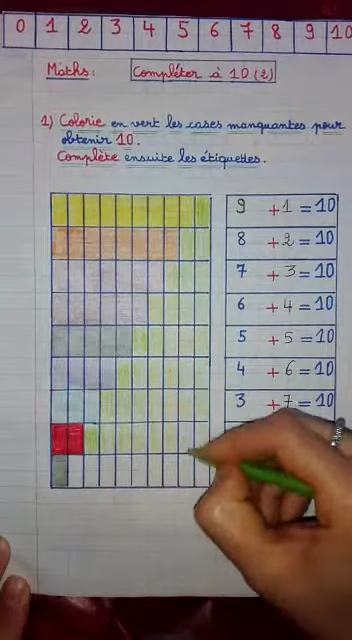 0 1 2 3 4 5 6 7 8 9 10
Maths: Compléter à 10 (2)
1) Colorie en vert les cases manquantes pour
obtenir 10.
Complète ensuite les étiquettes.
9 +1=10
8 +2=10
7 +3=10
6 +4=10
5 +5=10
4 +6=10
3 +7=10